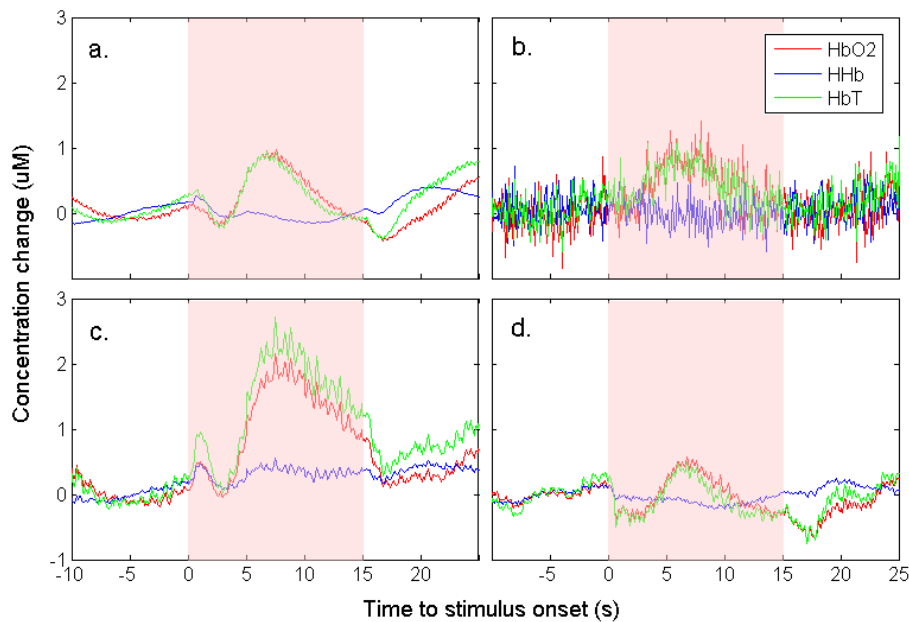 3
2
1
0
-1
a.
b.
HbO2
HHb
HbT
Concentration change (uM)
3
2
1
0
-1
c.
d.
-10 -5 0 5 10 15 20 -5 0 5 10 15 20 25
Time to stimulus onset (s)